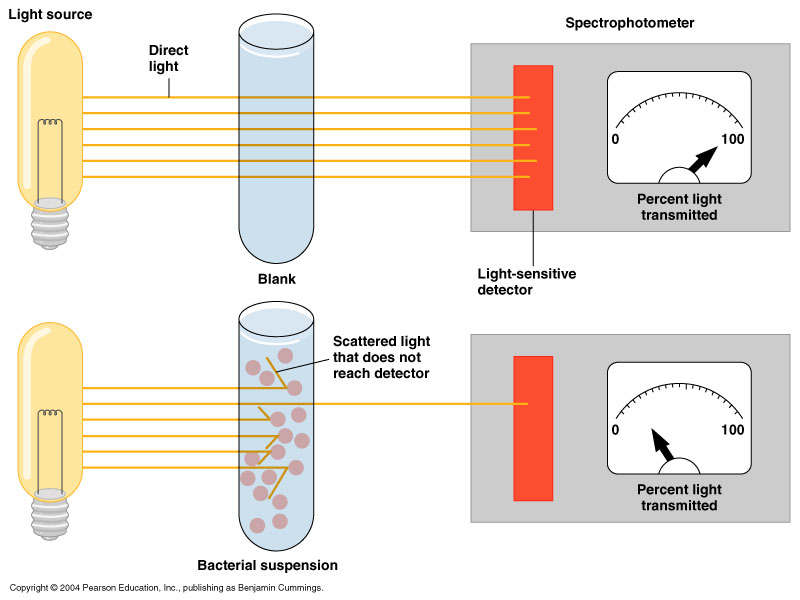 Light source
Spectrophotometer
Direct
light
0
100
Percent light
transmitted
Blank
Light-sensitive
detector
Scattered light
that does not
reach detector
0
100
Percent light
transmitted
Bacterial suspension
Copyright © 2004 Pearson Education, Inc., publishing as Benjamin Cummings.